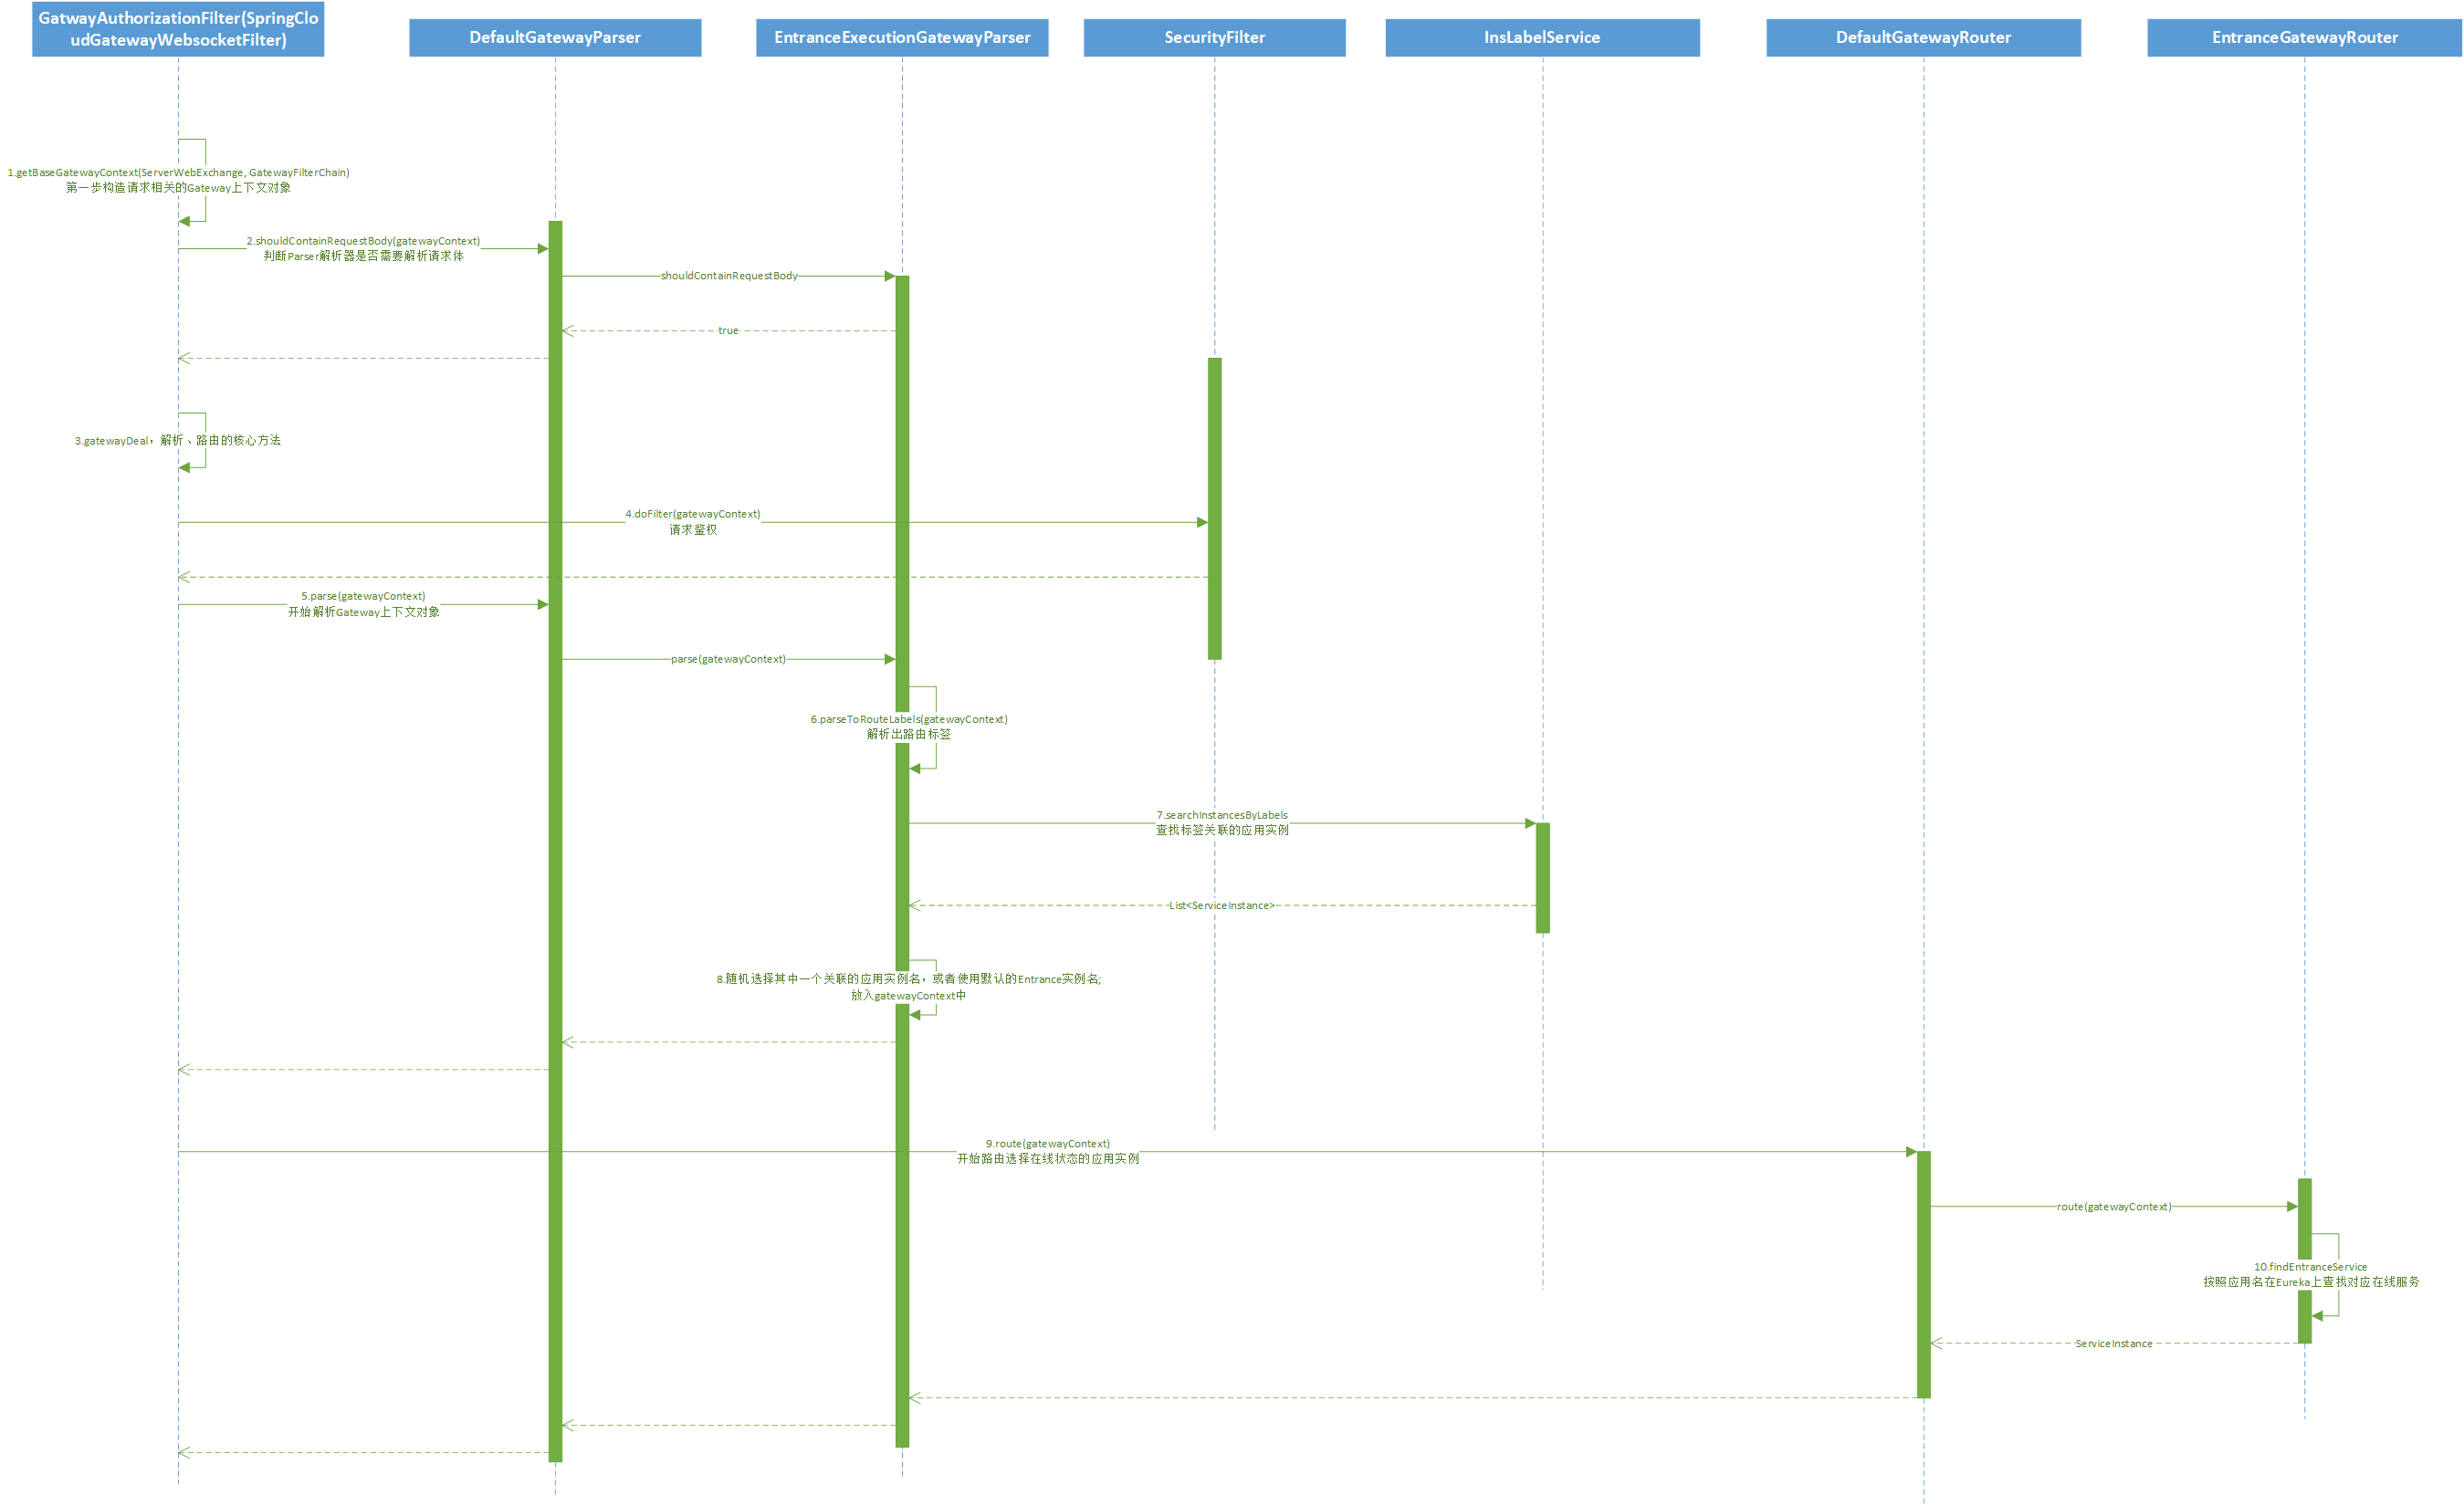 GatwayAuthorizationFilter(SpringClo
udGatewayWebsocketFilter)
DefaultGatewayParser
EntranceExecutionGatewayParser
SecurityFilter
InsLabelService
DefaultGatewayRouter
EntranceGatewayRouter
1.getBaseGatewayContext(ServerWebExchange, GatewayFilterChain)
第一步构造请求相关的Gateway上下文对象
2.shouldContainRequestBody(gatewayContext)
判断Parser解析器是否需要解析请求体
shouldContainRequestBody
true
3.gatewayDeal，解析、路由的核心方法
4.doFilter(gatewayContext)
请求鉴权
5.parse(gatewayContext)
开始解析Gateway上下文对象
parse(gatewayContext)
6.parseToRouteLabels(gatewayContext)
解析出路由标签
7.searchInstancesByLabels
查找标签关联的应用实例
List<ServiceInstance>
8.随机选择其中一个关联的应用实例名，或者使用默认的Entrance实例名;
放入gatewayContext中
9.route(gatewayContext)
开始路由选择在线状态的应用实例
route(gatewayContext)
10.findEntranceService
按照应用名在Eureka上查找对应在线服务
ServiceInstance